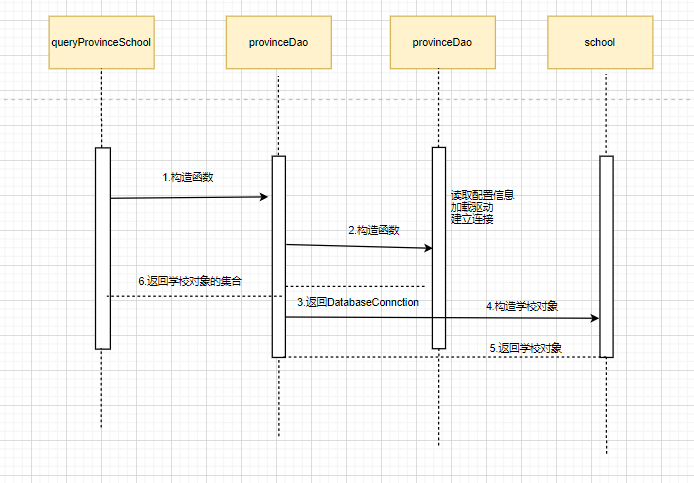 queryProvinceSchool
provinceDao
provinceDao
school
1.构造函数
读取配置信息
加载驱动
建立连接
2.构造函数
6.返回学校对象的集合
3.返回DatabaseConnction
4.构造学校对象
5.返回学校对象